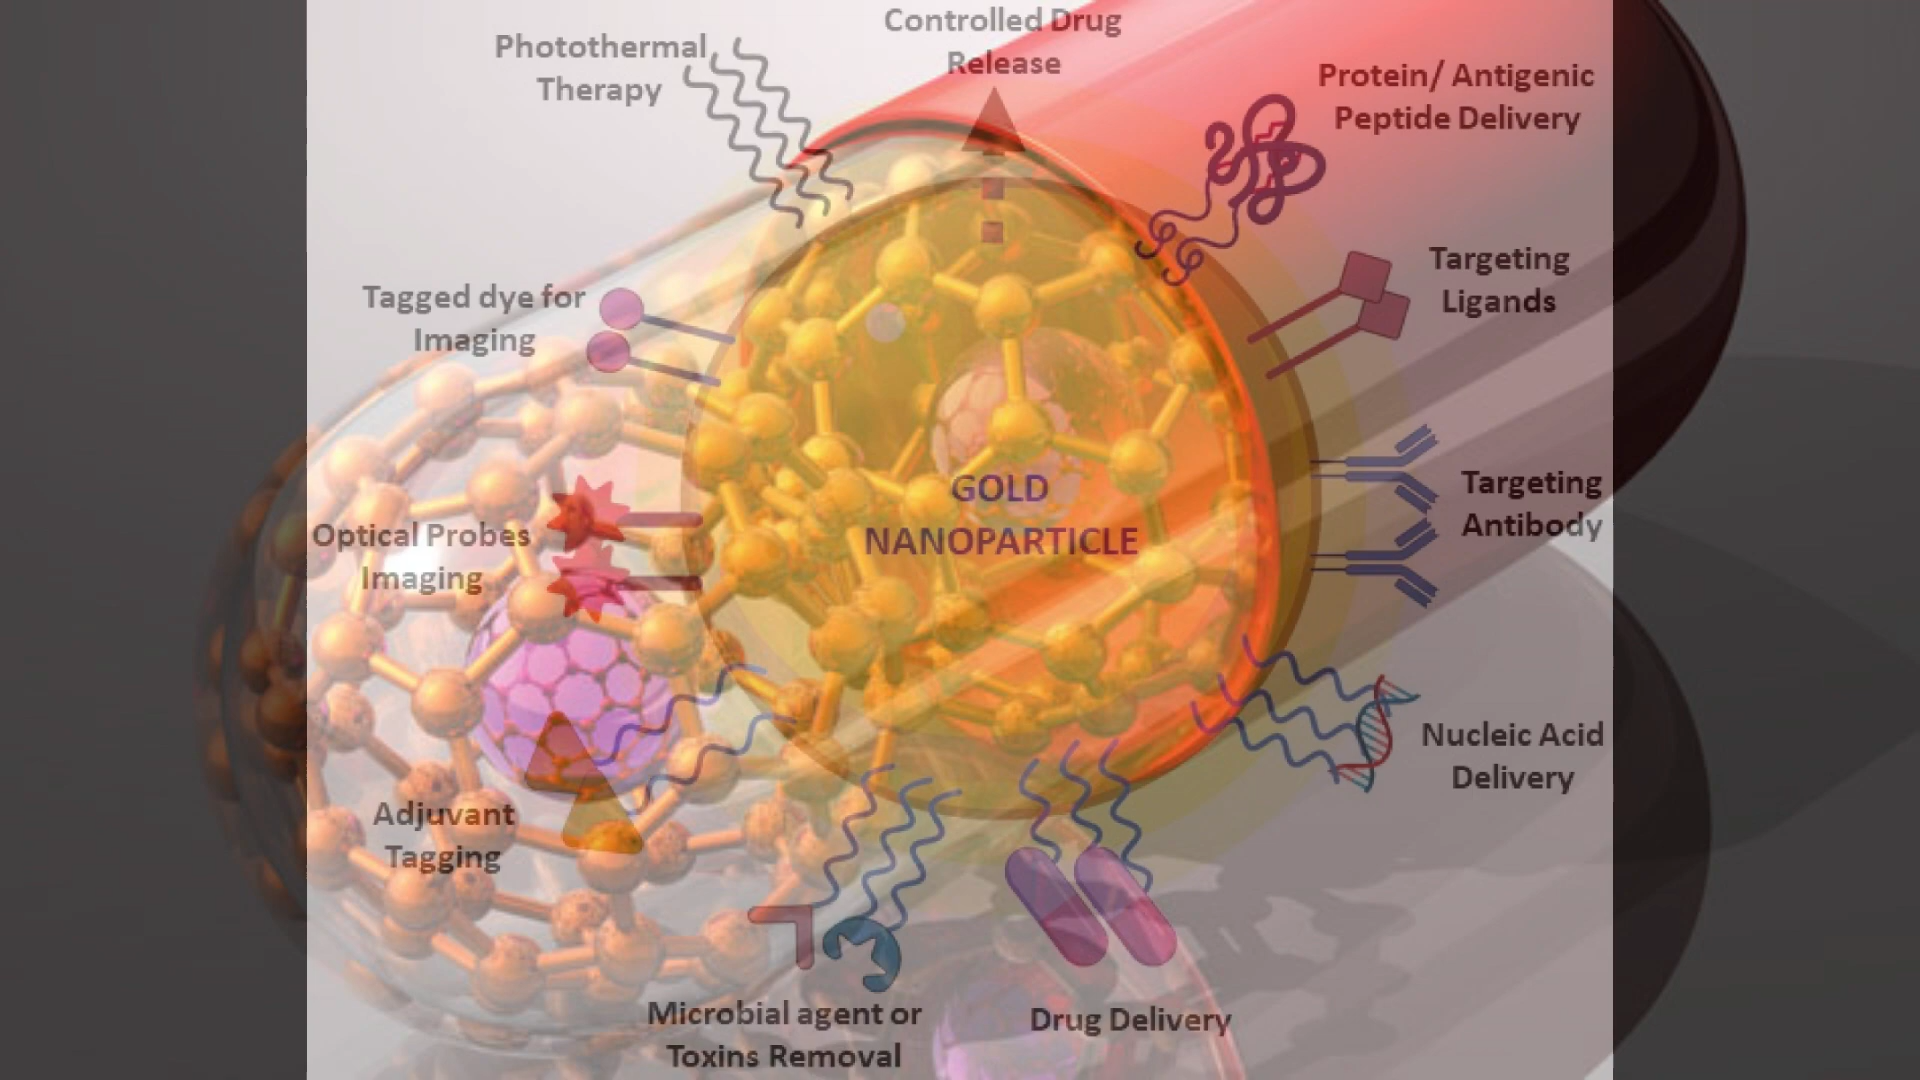 Controlled Drug
Release
Photothermal
Therapy
Protein/ Antigenic
Peptide Delivery
Targeting
Ligands
Tagged dye for
Imaging
Targeting
Antibody
GOLD
NANOPARTICLE
Optical Probes
Imaging
Nucleic Acid
Delivery
Adjuvant
Tagging
Microbial agent or
Toxins Removal
Drug Delivery